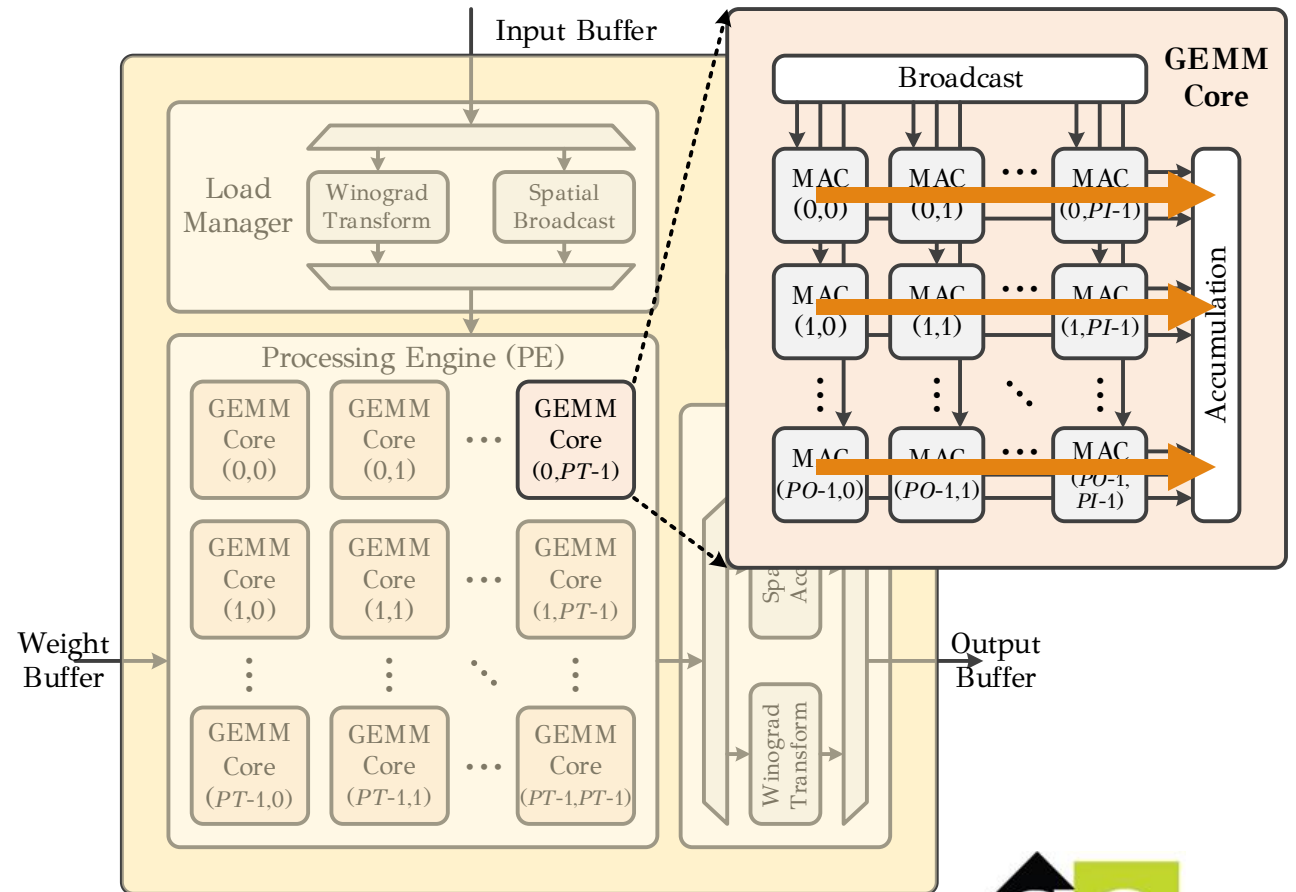 Input Buffer
Load
Manager
Winograd
Transform
Spatial
Broadcast
Processing Engine (PE)
GEMM
Core
(0,0)
GEMM
Core
(0,1)
...
GEMM
Core
(0,PT-1)
GEMM
Core
(1,0)
GEMM
Core
(1,1)
...
GEMM
Core
(1,PT-1)
GEMM
Core
(PT-1,0)
GEMM
Core
(PT-1,1)
...
GEMM
Core
(PT-1,PT-1)
Weight
Buffer
Winograd
Transform
Output
Buffer
GEMM
Core
Broadcast
MAC
(0,0)
MAC
(0,1)
...
MAC
(0,PI-1)
MAC
(1,0)
MAC
(1,1)
...
MAC
(1,PI-1)
MAC
(PO-1,0)
MAC
(PO-1,1)
...
MAC
(PO-1,
PI-1)
Accumulation